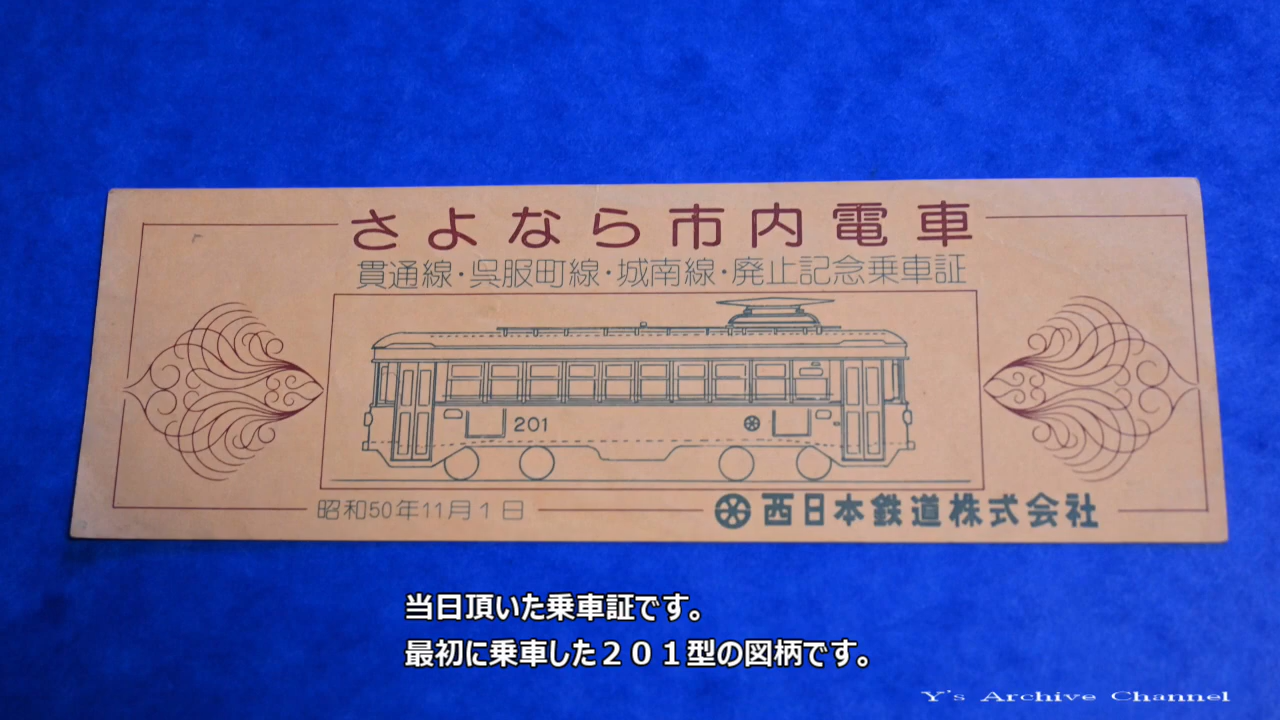 さよなら市内電車
貫通線・呉服町線・城南線・廃止記念乗車証
201
昭和50年11月1日
西日本鉄道株式会社
当日頂いた乗車証です。
最初に乗車した２０１型の図柄です。
Y's Archive Channel